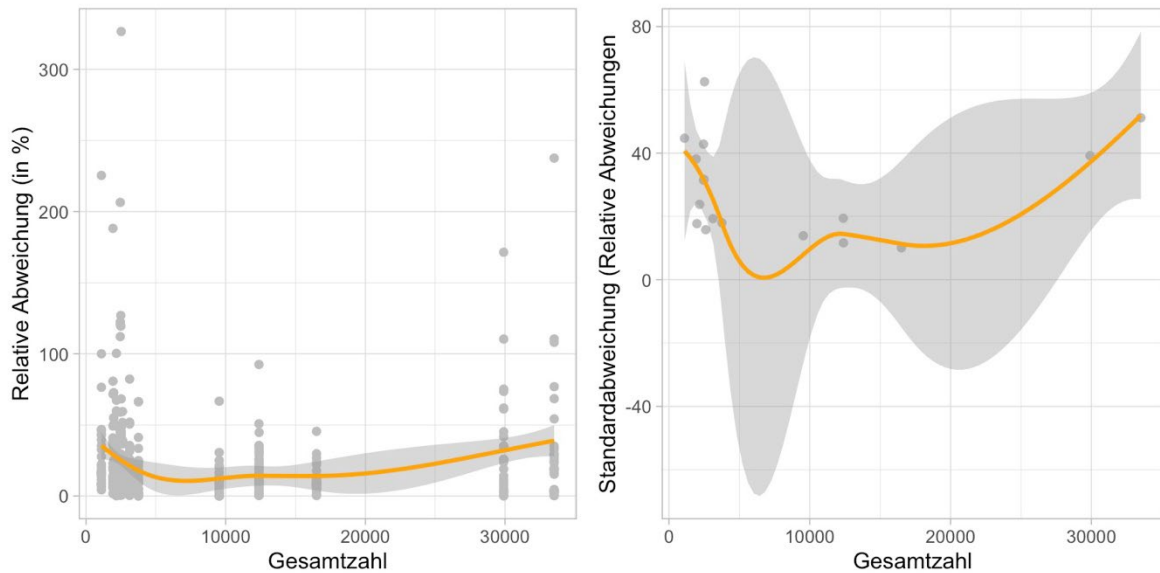 Relative Abweichung (in %)
300
200
100
0
0 10000 20000 30000
Gesamtzahl
Standardabweichung (Relative Abweichungen
80
40
0
-40
0 10000 20000 30000
Gesamtzahl